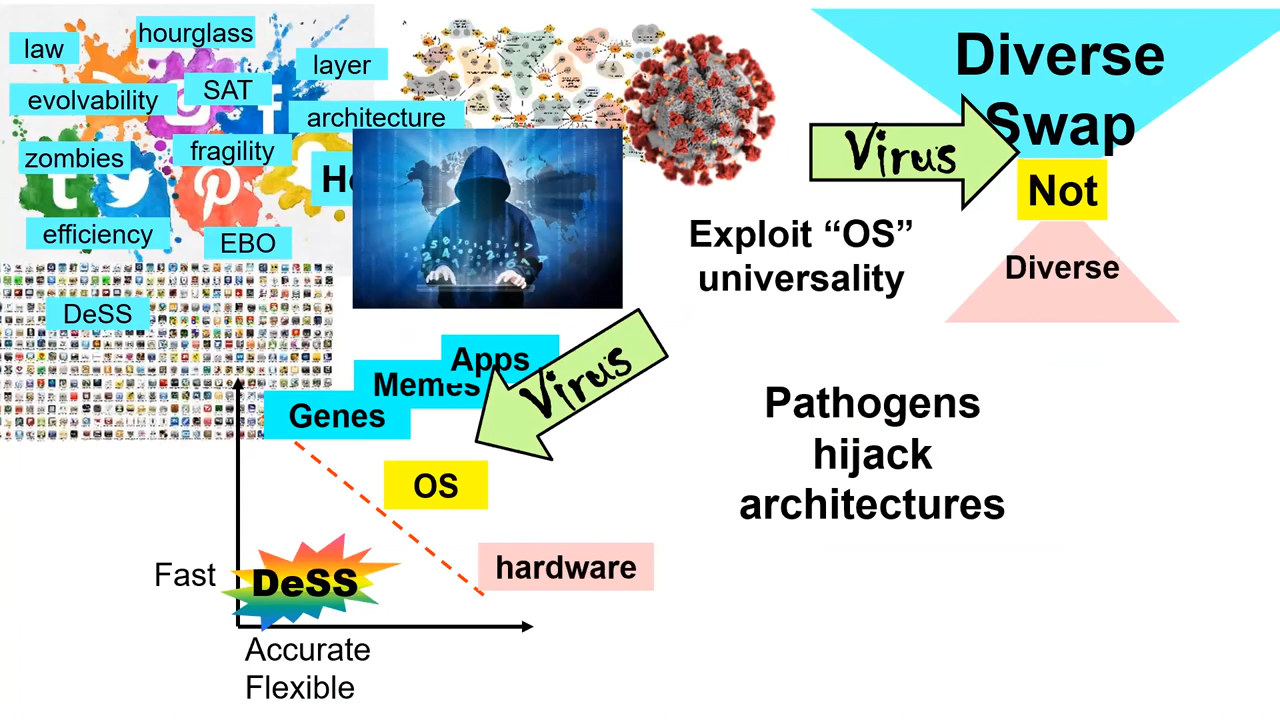 law
hourglass
layer
evolvability
SAT
architecture
zombies
fragility
efficiency
EBO
DeSS
Virus
Diverse
Swap
Not
Diverse
Exploit “OS”
universality
Apps
Memes
Genes
Virus
OS
hardware
Fast
DeSS
Accurate
Flexible
Pathogens
hijack
architectures